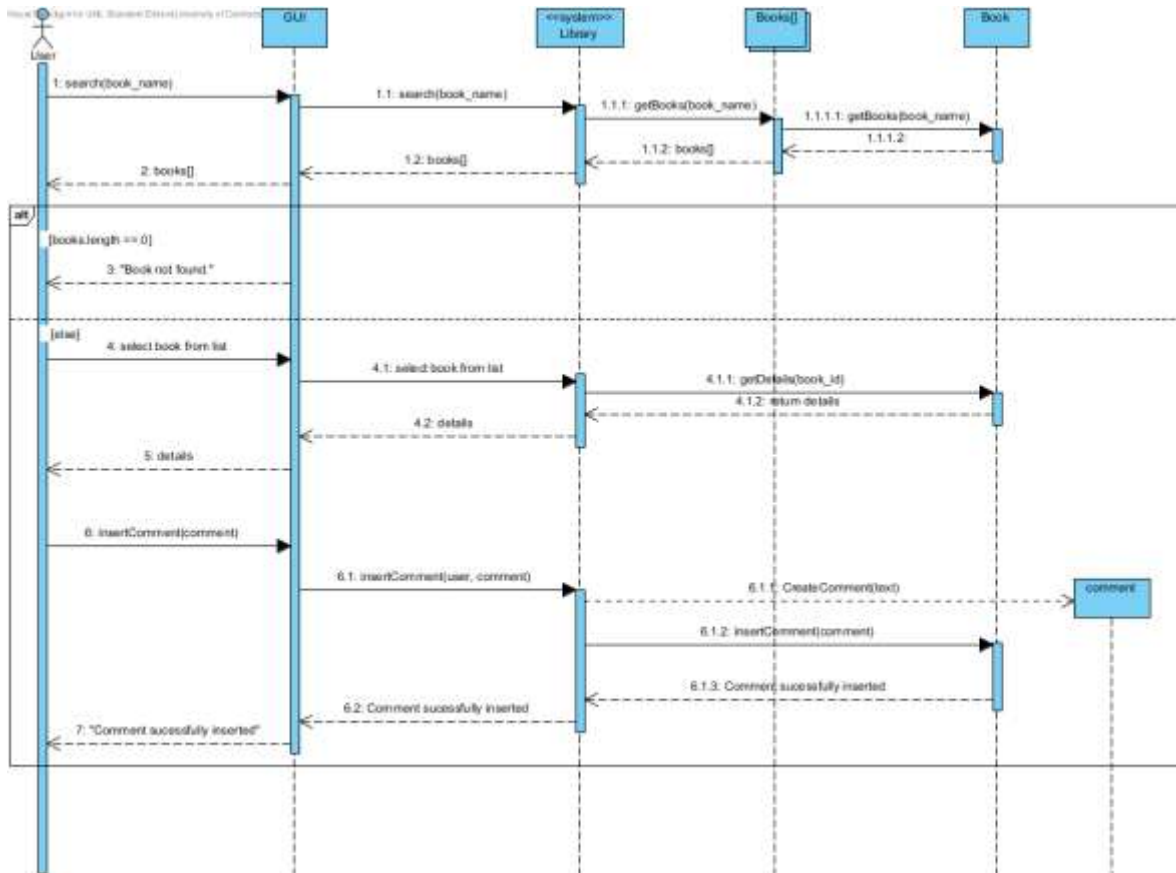 GUI
<<system>>
Library
Books[]
Book
User
1: search(book_name)
1.1: search(book_name)
1.1.1: getBooks(book_name)
1.1.1.1: getBooks(book_name)
1.1.1.2:
1.1.2: books[]
1.2: books[]
2: books[]
alt
[books.length == 0]
3: "Book not found."
[else]
4: select book from list
4.1: select book from list
4.1.1: getDetails(book_id)
4.1.2: return details
4.2: details
5: details
6: insertComment(comment)
6.1: insertComment(user, comment)
6.1.1: CreateComment(text)
comment
6.1.2: insertComment(comment)
6.1.3: Comment sucessfully inserted
6.2: Comment sucessfully inserted
7: "Comment sucessfully inserted"